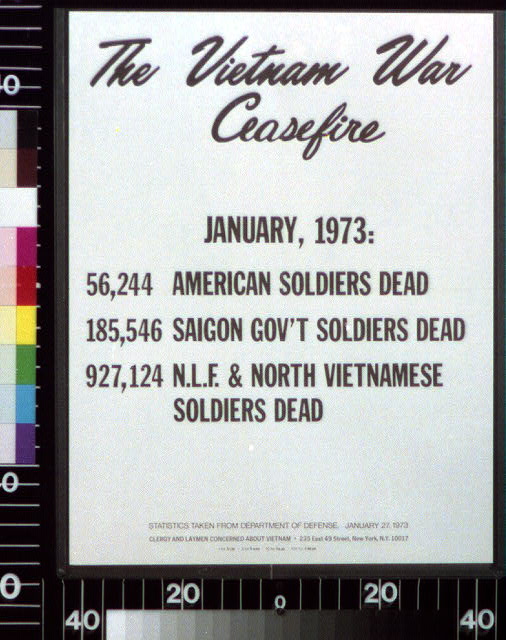 The Vietnam War
Ceasefire
JANUARY, 1973:
56,244 AMERICAN SOLDIERS DEAD
185,546 SAIGON GOV'T SOLDIERS DEAD
927,124 N.L.F. & NORTH VIETNAMESE
SOLDIERS DEAD
STATISTICS TAKEN FROM DEPARTMENT OF DEFENSE, JANUARY 27, 1973
CLERGY AND LAYMEN CONCERNED ABOUT VIETNAM • 235 East 49 Street, New York, N.Y. 10017
0
0
0
40 20 0 20 40